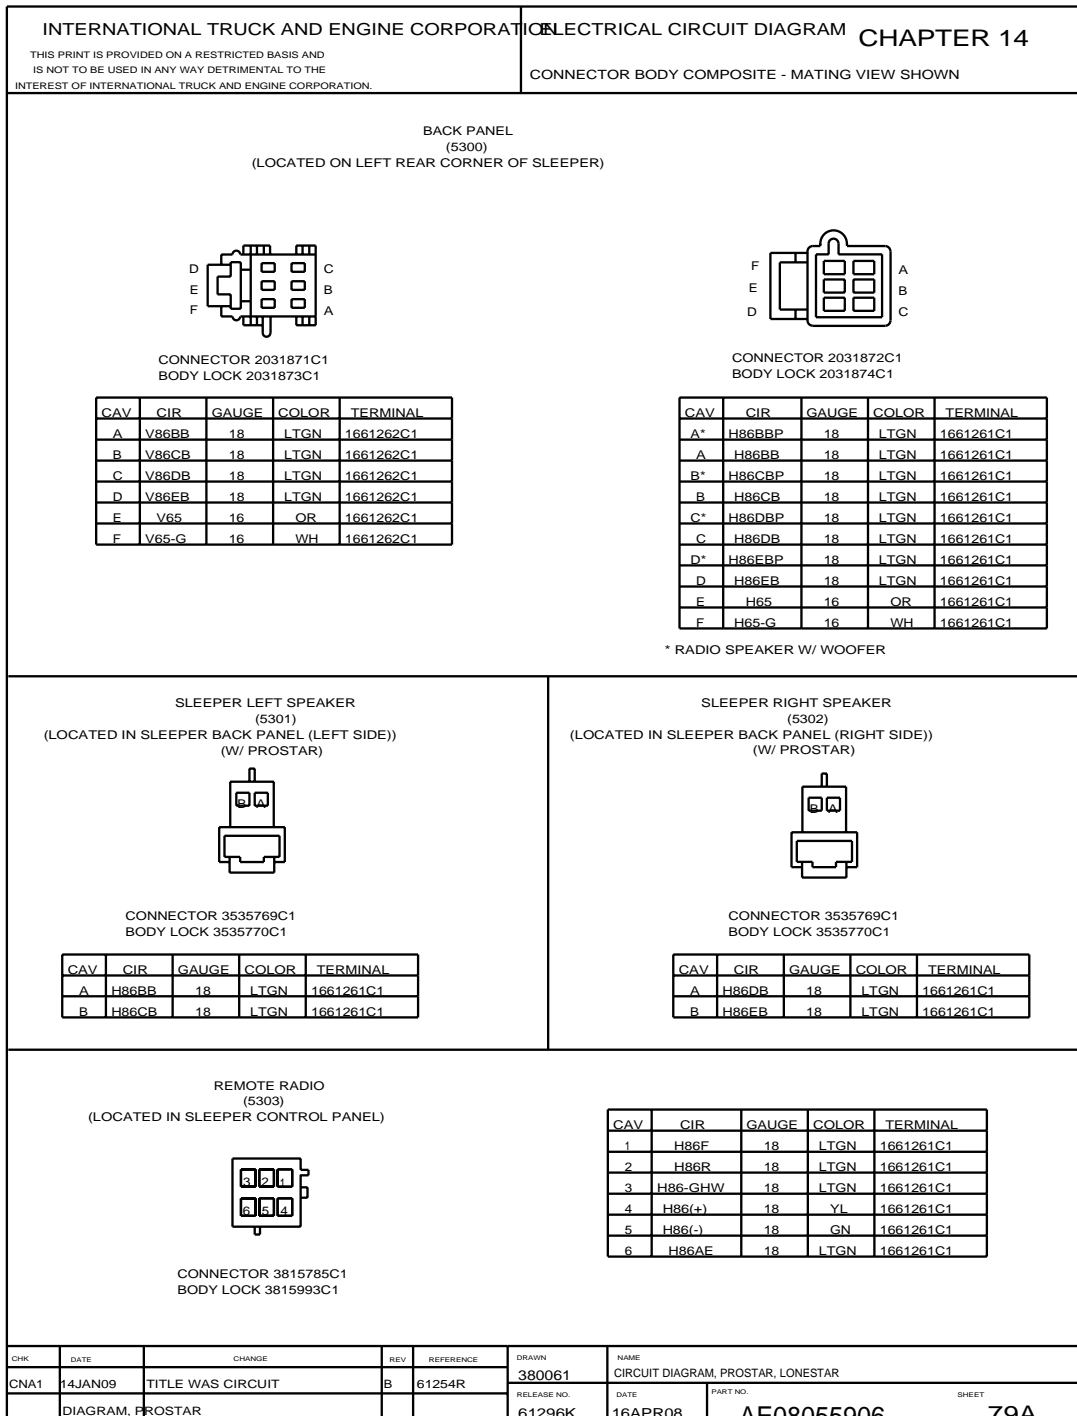 INTERNATIONAL TRUCK AND ENGINE CORPORATION
THIS PRINT IS PROVIDED ON A RESTRICTED BASIS AND
IS NOT TO BE USED IN ANY WAY DETRIMENTAL TO THE
INTEREST OF INTERNATIONAL TRUCK AND ENGINE CORPORATION.
ELECTRICAL CIRCUIT DIAGRAM CHAPTER 14
CONNECTOR BODY COMPOSITE - MATING VIEW SHOWN
BACK PANEL
(5300)
(LOCATED ON LEFT REAR CORNER OF SLEEPER)
D C
E B
F A
CONNECTOR 2031871C1
BODY LOCK 2031873C1
CAV CIR GAUGE COLOR TERMINAL
A V86BB 18 LTGN 1661262C1
B V86CB 18 LTGN 1661262C1
C V86DB 18 LTGN 1661262C1
D V86EB 18 LTGN 1661262C1
E V65 16 OR 1661262C1
F V65-G 16 WH 1661262C1
F A
E B
D C
CONNECTOR 2031872C1
BODY LOCK 2031874C1
CAV CIR GAUGE COLOR TERMINAL
A* H86BBP 18 LTGN 1661261C1
A H86BB 18 LTGN 1661261C1
B* H86CBP 18 LTGN 1661261C1
B H86CB 18 LTGN 1661261C1
C* H86DBP 18 LTGN 1661261C1
C H86DB 18 LTGN 1661261C1
D* H86EBP 18 LTGN 1661261C1
D H86EB 18 LTGN 1661261C1
E H65 16 OR 1661261C1
F H65-G 16 WH 1661261C1
* RADIO SPEAKER W/ WOOFER
SLEEPER LEFT SPEAKER
(5301)
(LOCATED IN SLEEPER BACK PANEL (LEFT SIDE))
(W/ PROSTAR)
B A
CONNECTOR 3535769C1
BODY LOCK 3535770C1
CAV CIR GAUGE COLOR TERMINAL
A H86BB 18 LTGN 1661261C1
B H86CB 18 LTGN 1661261C1
SLEEPER RIGHT SPEAKER
(5302)
(LOCATED IN SLEEPER BACK PANEL (RIGHT SIDE))
(W/ PROSTAR)
B A
CONNECTOR 3535769C1
BODY LOCK 3535770C1
CAV CIR GAUGE COLOR TERMINAL
A H86DB 18 LTGN 1661261C1
B H86EB 18 LTGN 1661261C1
REMOTE RADIO
(5303)
(LOCATED IN SLEEPER CONTROL PANEL)
3 2 1
6 5 4
CONNECTOR 3815785C1
BODY LOCK 3815993C1
CAV CIR GAUGE COLOR TERMINAL
1 H86F 18 LTGN 1661261C1
2 H86R 18 LTGN 1661261C1
3 H86-GHW 18 LTGN 1661261C1
4 H86(+) 18 YL 1661261C1
5 H86(-) 18 GN 1661261C1
6 H86AE 18 LTGN 1661261C1
CHK DATE CHANGE REV REFERENCE
CNA1 14JAN09 TITLE WAS CIRCUIT B 61254R
DIAGRAM, PROSTAR
DRAWN
380061
NAME
CIRCUIT DIAGRAM, PROSTAR, LONESTAR
RELEASE NO. DATE PART NO. SHEET
61296K 16APR08 AE08055906 79A